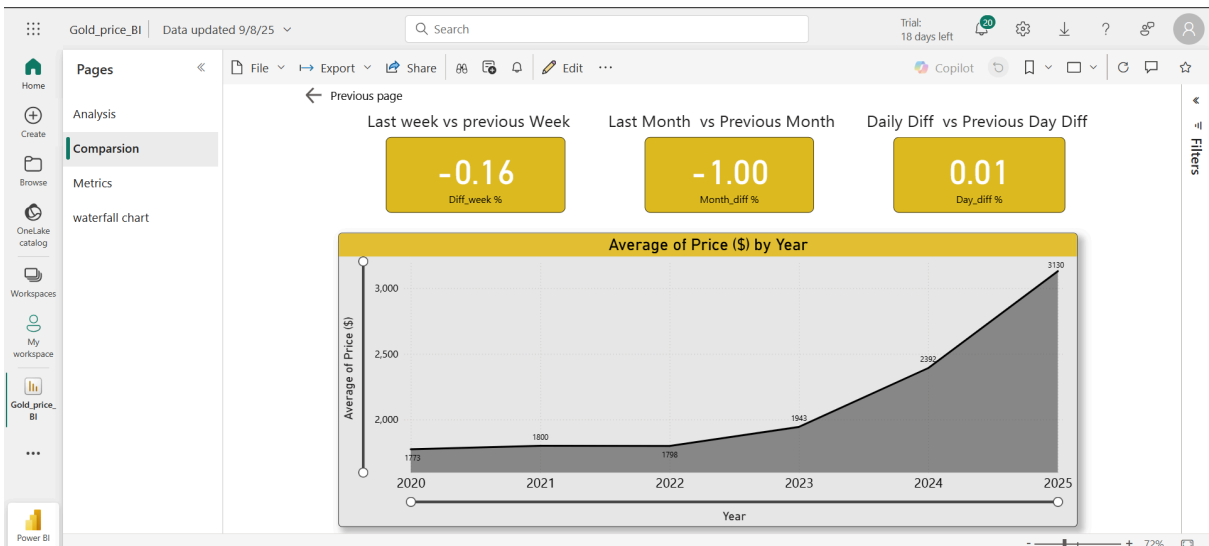 Gold_price_BI
Data updated 9/8/25
Search
Trial:
18 days left
20
Home
Create
Browse
OneLake
catalog
Workspaces
My
workspace
Gold_price_
BI
Power BI
Pages
Analysis
Comparsion
Metrics
waterfall chart
File
Export
Share
Edit
Copilot
Previous page
Filters
Last week vs previous Week
-0.16
Diff_week %
Last Month vs Previous Month
-1.00
Month_diff %
Daily Diff vs Previous Day Diff
0.01
Day_diff %
Average of Price ($) by Year
Average of Price ($)
3,000
2,500
2,000
1773
1800
1798
1943
2392
3130
2020
2021
2022
2023
2024
2025
Year
- + 72%